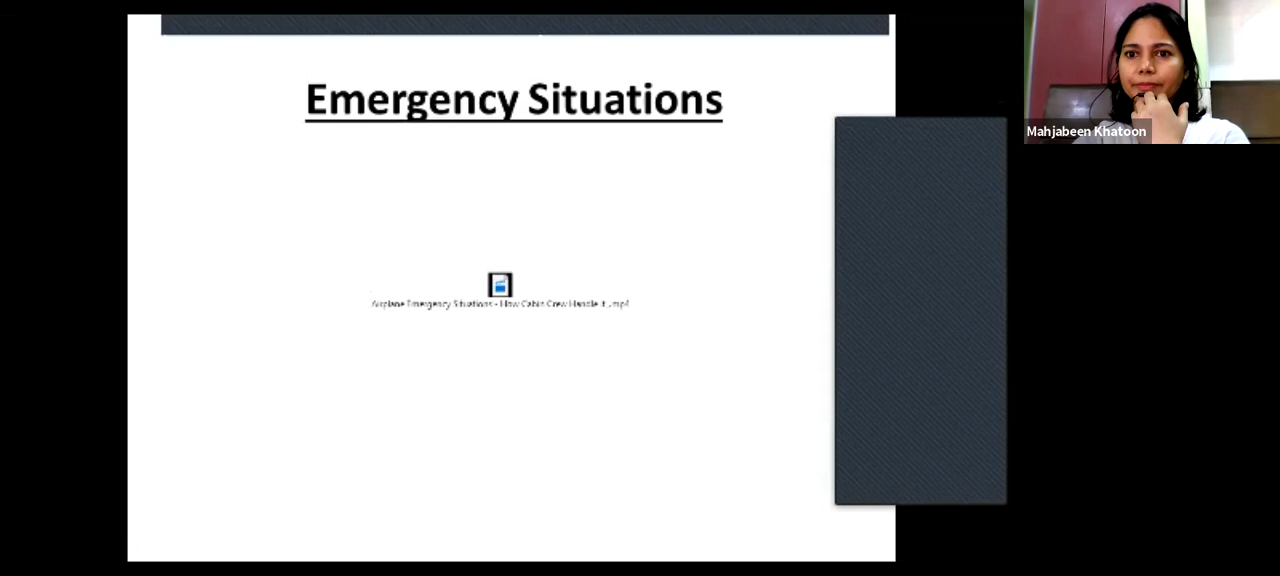 Emergency Situations
Airplane Emergency Situations - How Cabin Crew Handle it .mp4
Mahjabeen Khatoon